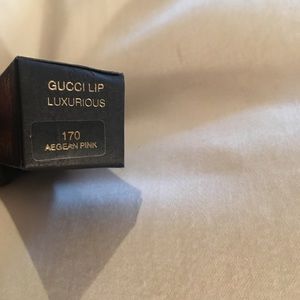 GUCCI LIP
LUXURIOUS
170
AEGEAN PINK